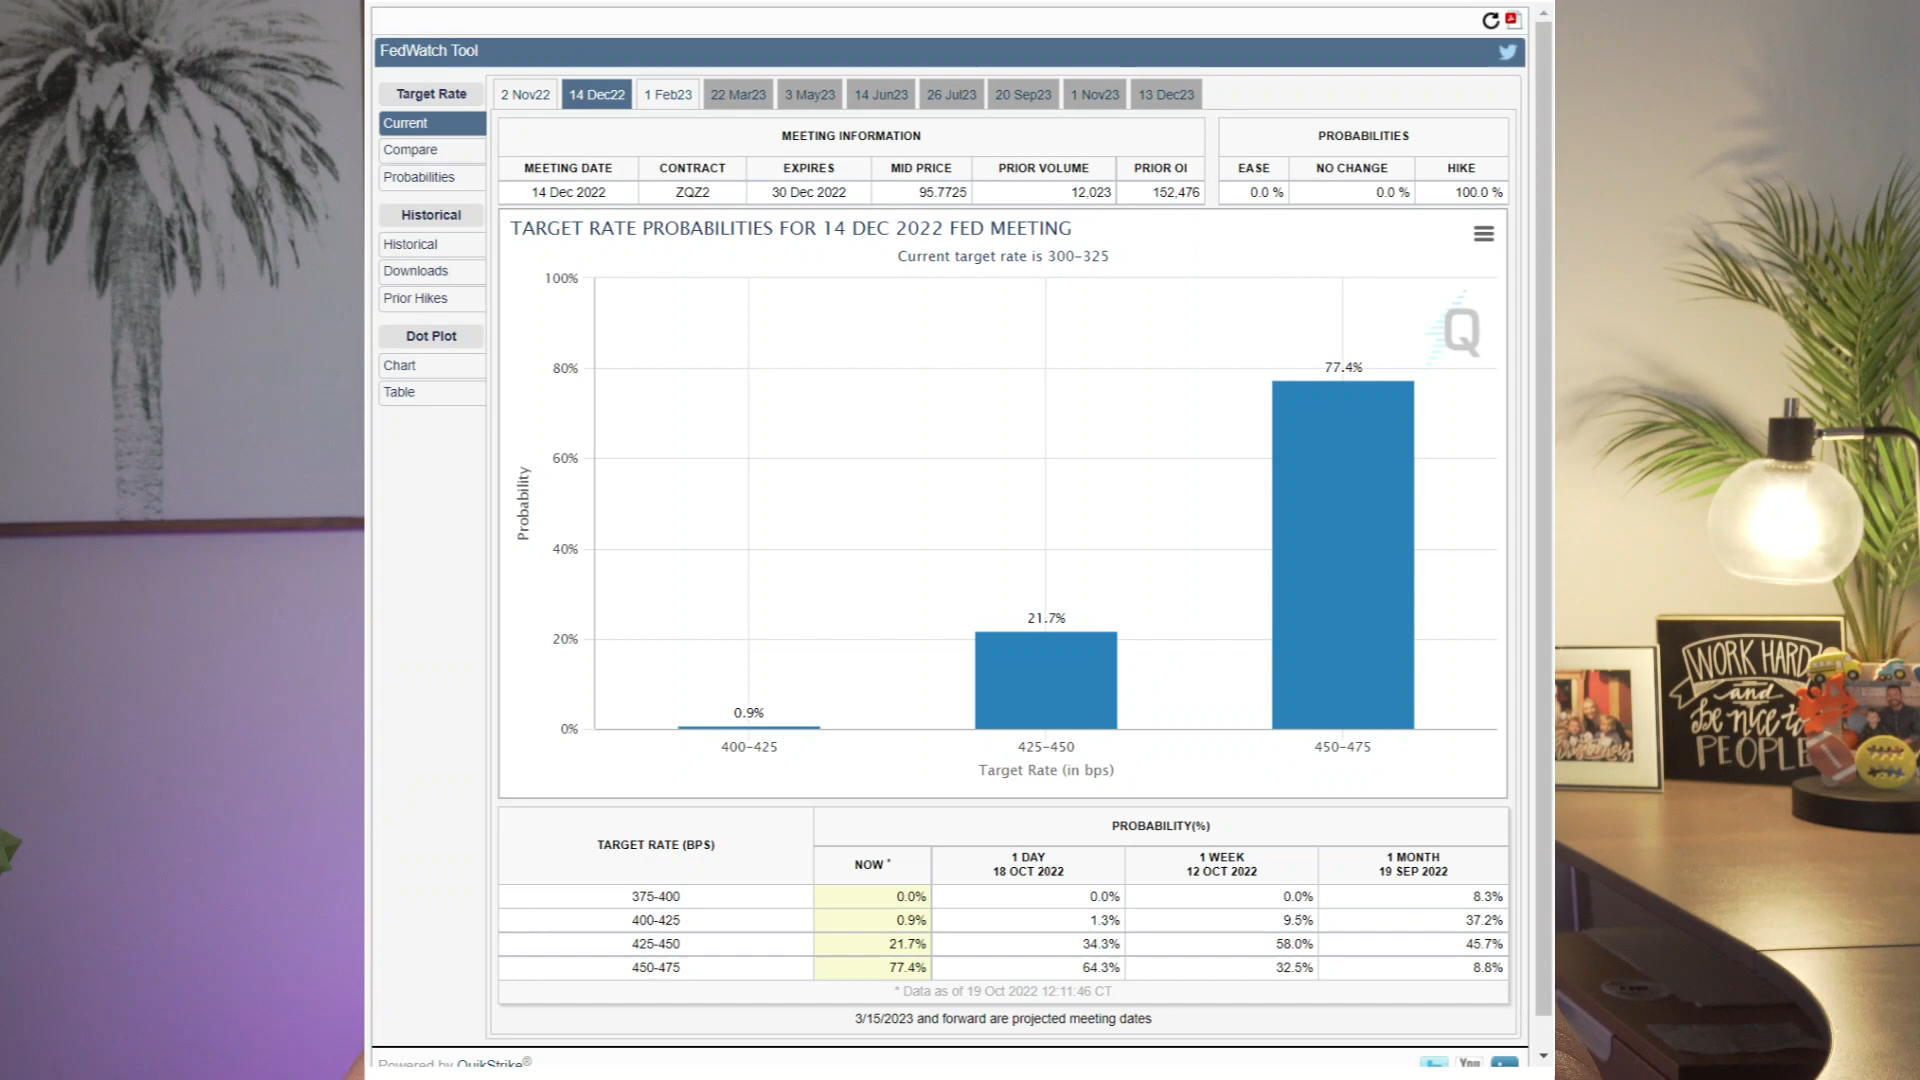 FedWatch Tool
Target Rate
Current
Compare
Probabilities
Historical
Historical
Downloads
Prior Hikes
Dot Plot
Chart
Table
2 Nov22 14 Dec22 1 Feb23 22 Mar23 3 May23 14 Jun23 26 Jul23 20 Sep23 1 Nov23 13 Dec23
MEETING INFORMATION
MEETING DATE CONTRACT EXPIRES MID PRICE PRIOR VOLUME PRIOR OI
14 Dec 2022 ZQZ2 30 Dec 2022 95.7725 12,023 152,476
PROBABILITIES
EASE NO CHANGE HIKE
0.0 % 0.0 % 100.0 %
TARGET RATE PROBABILITIES FOR 14 DEC 2022 FED MEETING
Current target rate is 300-325
Q
Probability
100%
80%
60%
40%
20%
0%
0.9%
21.7%
77.4%
400-425 425-450 450-475
Target Rate (in bps)
TARGET RATE (BPS) PROBABILITY(%)
NOW * 1 DAY 18 OCT 2022 1 WEEK 12 OCT 2022 1 MONTH 19 SEP 2022
375-400 0.0% 0.0% 0.0% 8.3%
400-425 0.9% 1.3% 9.5% 37.2%
425-450 21.7% 34.3% 58.0% 45.7%
450-475 77.4% 64.3% 32.5% 8.8%
* Data as of 19 Oct 2022 12:11:46 CT
3/15/2023 and forward are projected meeting dates
Powered by QuikStrike®
You
WORK HARD
and
be nice to
PEOPLE